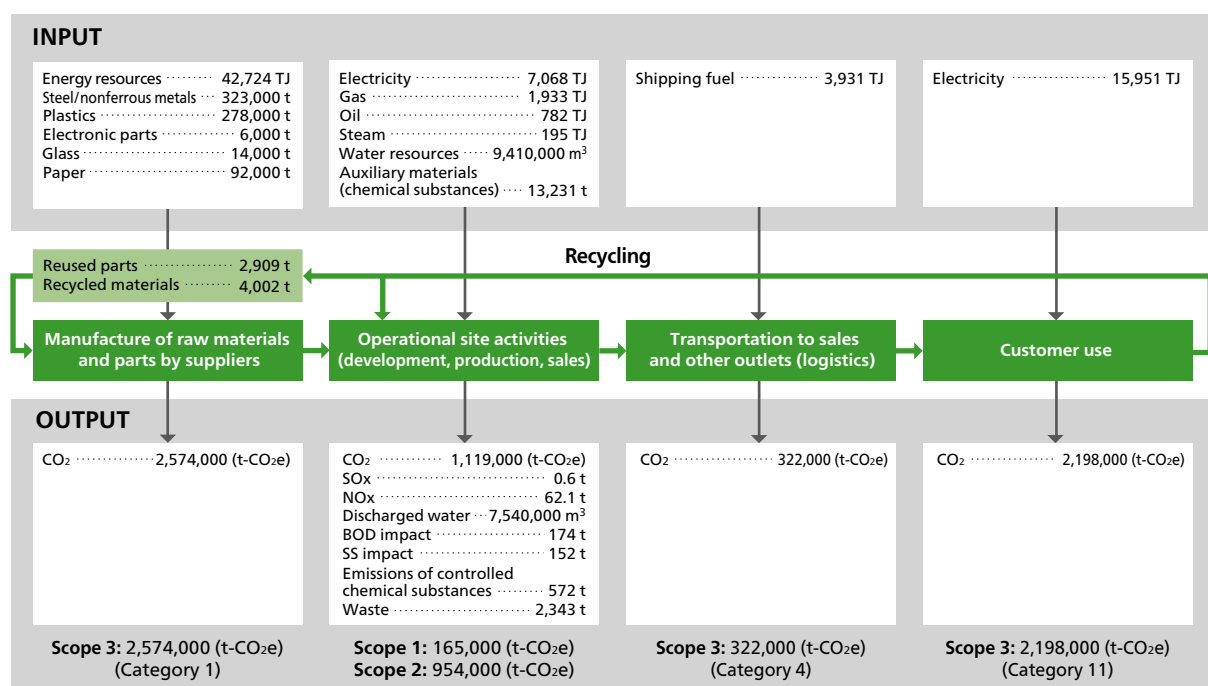 INPUT
Energy resources ········· 42,724 TJ
Steel/nonferrous metals ··· 323,000 t
Plastics ······················ 278,000 t
Electronic parts ············· 6,000 t
Glass ························ 14,000 t
Paper ························ 92,000 t
Electricity ···················· 7,068 TJ
Gas ···························· 1,933 TJ
Oil ······························· 782 TJ
Steam ··························· 195 TJ
Water resources ····· 9,410,000 m³
Auxiliary materials
(chemical substances) ···· 13,231 t
Shipping fuel ·············· 3,931 TJ
Electricity ················ 15,951 TJ
Reused parts ················ 2,909 t
Recycled materials ········· 4,002 t
Recycling
Manufacture of raw materials
and parts by suppliers
Operational site activities
(development, production, sales)
Transportation to sales
and other outlets (logistics)
Customer use
OUTPUT
CO₂ ·············2,574,000 (t-CO₂e)
CO₂ ············ 1,119,000 (t-CO₂e)
SOx ······························· 0.6 t
NOx ····························· 62.1 t
Discharged water ···7,540,000 m³
BOD impact ····················· 174 t
SS impact ······················· 152 t
Emissions of controlled
chemical substances ········· 572 t
Waste ························· 2,343 t
CO₂ ··················· 322,000 (t-CO₂e)
CO₂ ················ 2,198,000 (t-CO₂e)
Scope 3: 2,574,000 (t-CO₂e)
(Category 1)
Scope 1: 165,000 (t-CO₂e)
Scope 2: 954,000 (t-CO₂e)
Scope 3: 322,000 (t-CO₂e)
(Category 4)
Scope 3: 2,198,000 (t-CO₂e)
(Category 11)